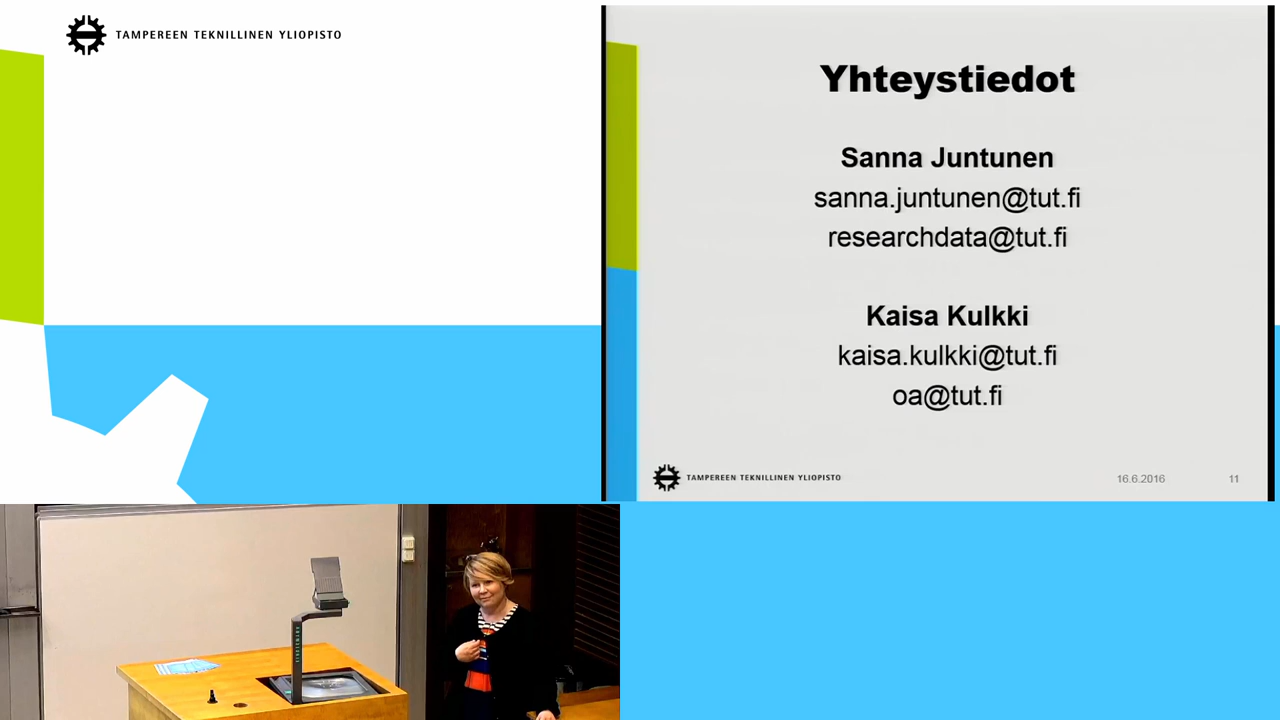 TAMPEREEN TEKNILLINEN YLIOPISTO
Yhteystiedot
Sanna Juntunen
sanna.juntunen@tut.fi
researchdata@tut.fi
Kaisa Kulkki
kaisa.kulkki@tut.fi
oa@tut.fi
TAMPEREEN TEKNILLINEN YLIOPISTO
16.6.2016
11